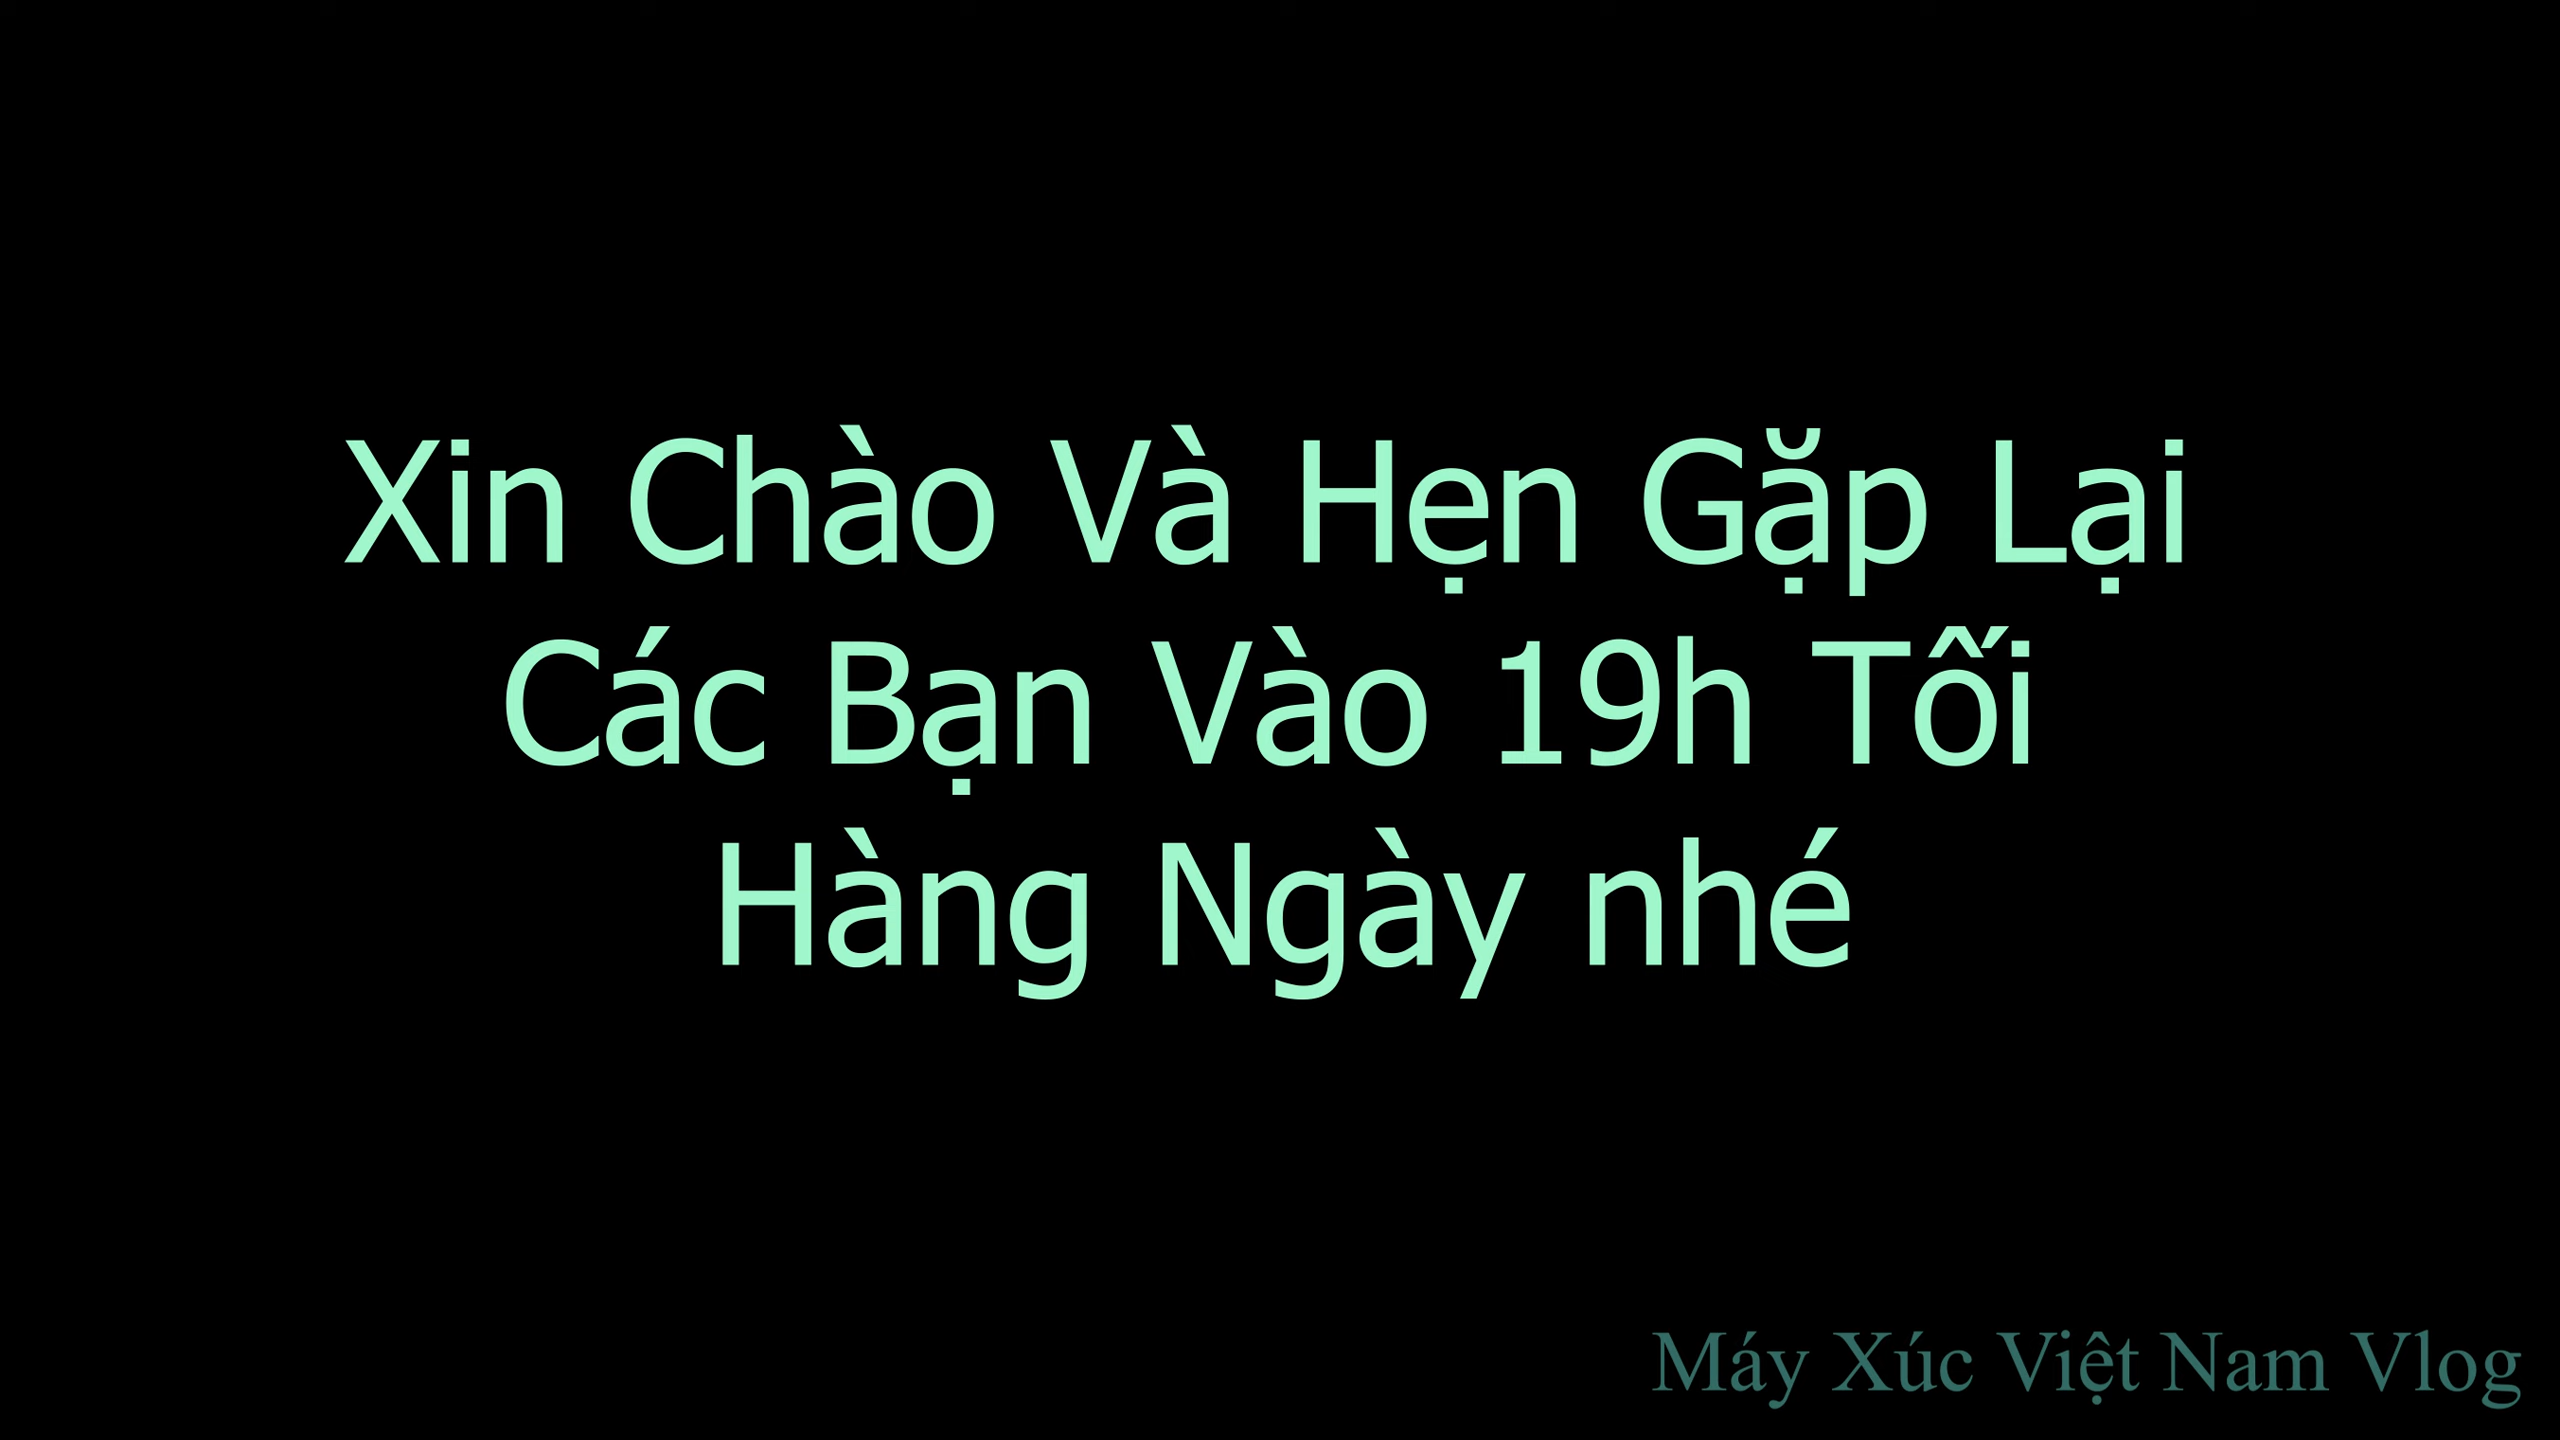 Xin Chào Và Hẹn Gặp Lại
Các Bạn Vào 19h Tối
Hàng Ngày nhé
Máy Xúc Việt Nam Vlog